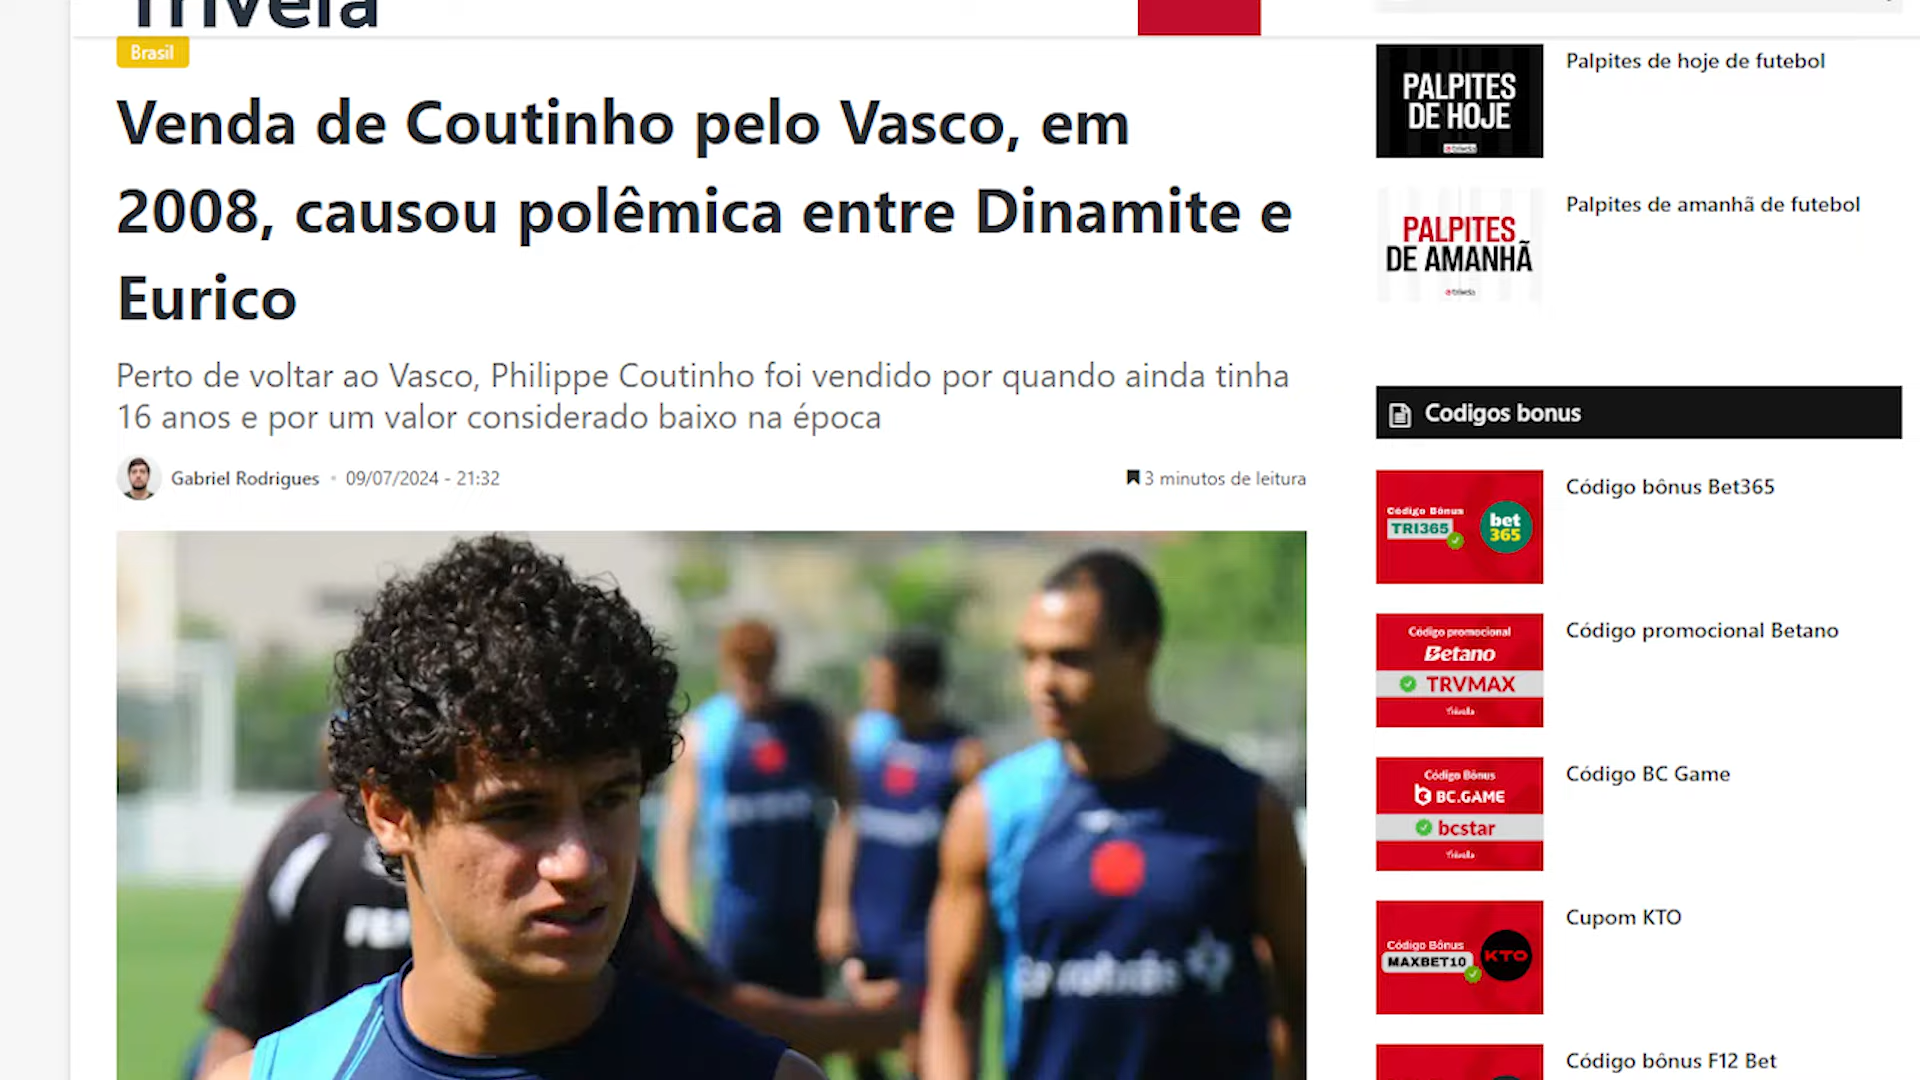 Trivela
Brasil
Venda de Coutinho pelo Vasco, em
2008, causou polêmica entre Dinamite e
Eurico
Perto de voltar ao Vasco, Philippe Coutinho foi vendido por quando ainda tinha
16 anos e por um valor considerado baixo na época
Gabriel Rodrigues • 09/07/2024 - 21:32
3 minutos de leitura
PALPITES
DE HOJE
trivela
Palpites de hoje de futebol
PALPITES
DE AMANHÃ
trivela
Palpites de amanhã de futebol
Codigos bonus
Código Bônus
TRI365
bet
365
Código bônus Bet365
Código promocional
Betano
TRVMAX
Trivela
Código promocional Betano
Código Bônus
BC.GAME
bcstar
Trivela
Código BC Game
Código Bônus
MAXBET10
KTO
Cupom KTO
Código bônus F12 Bet